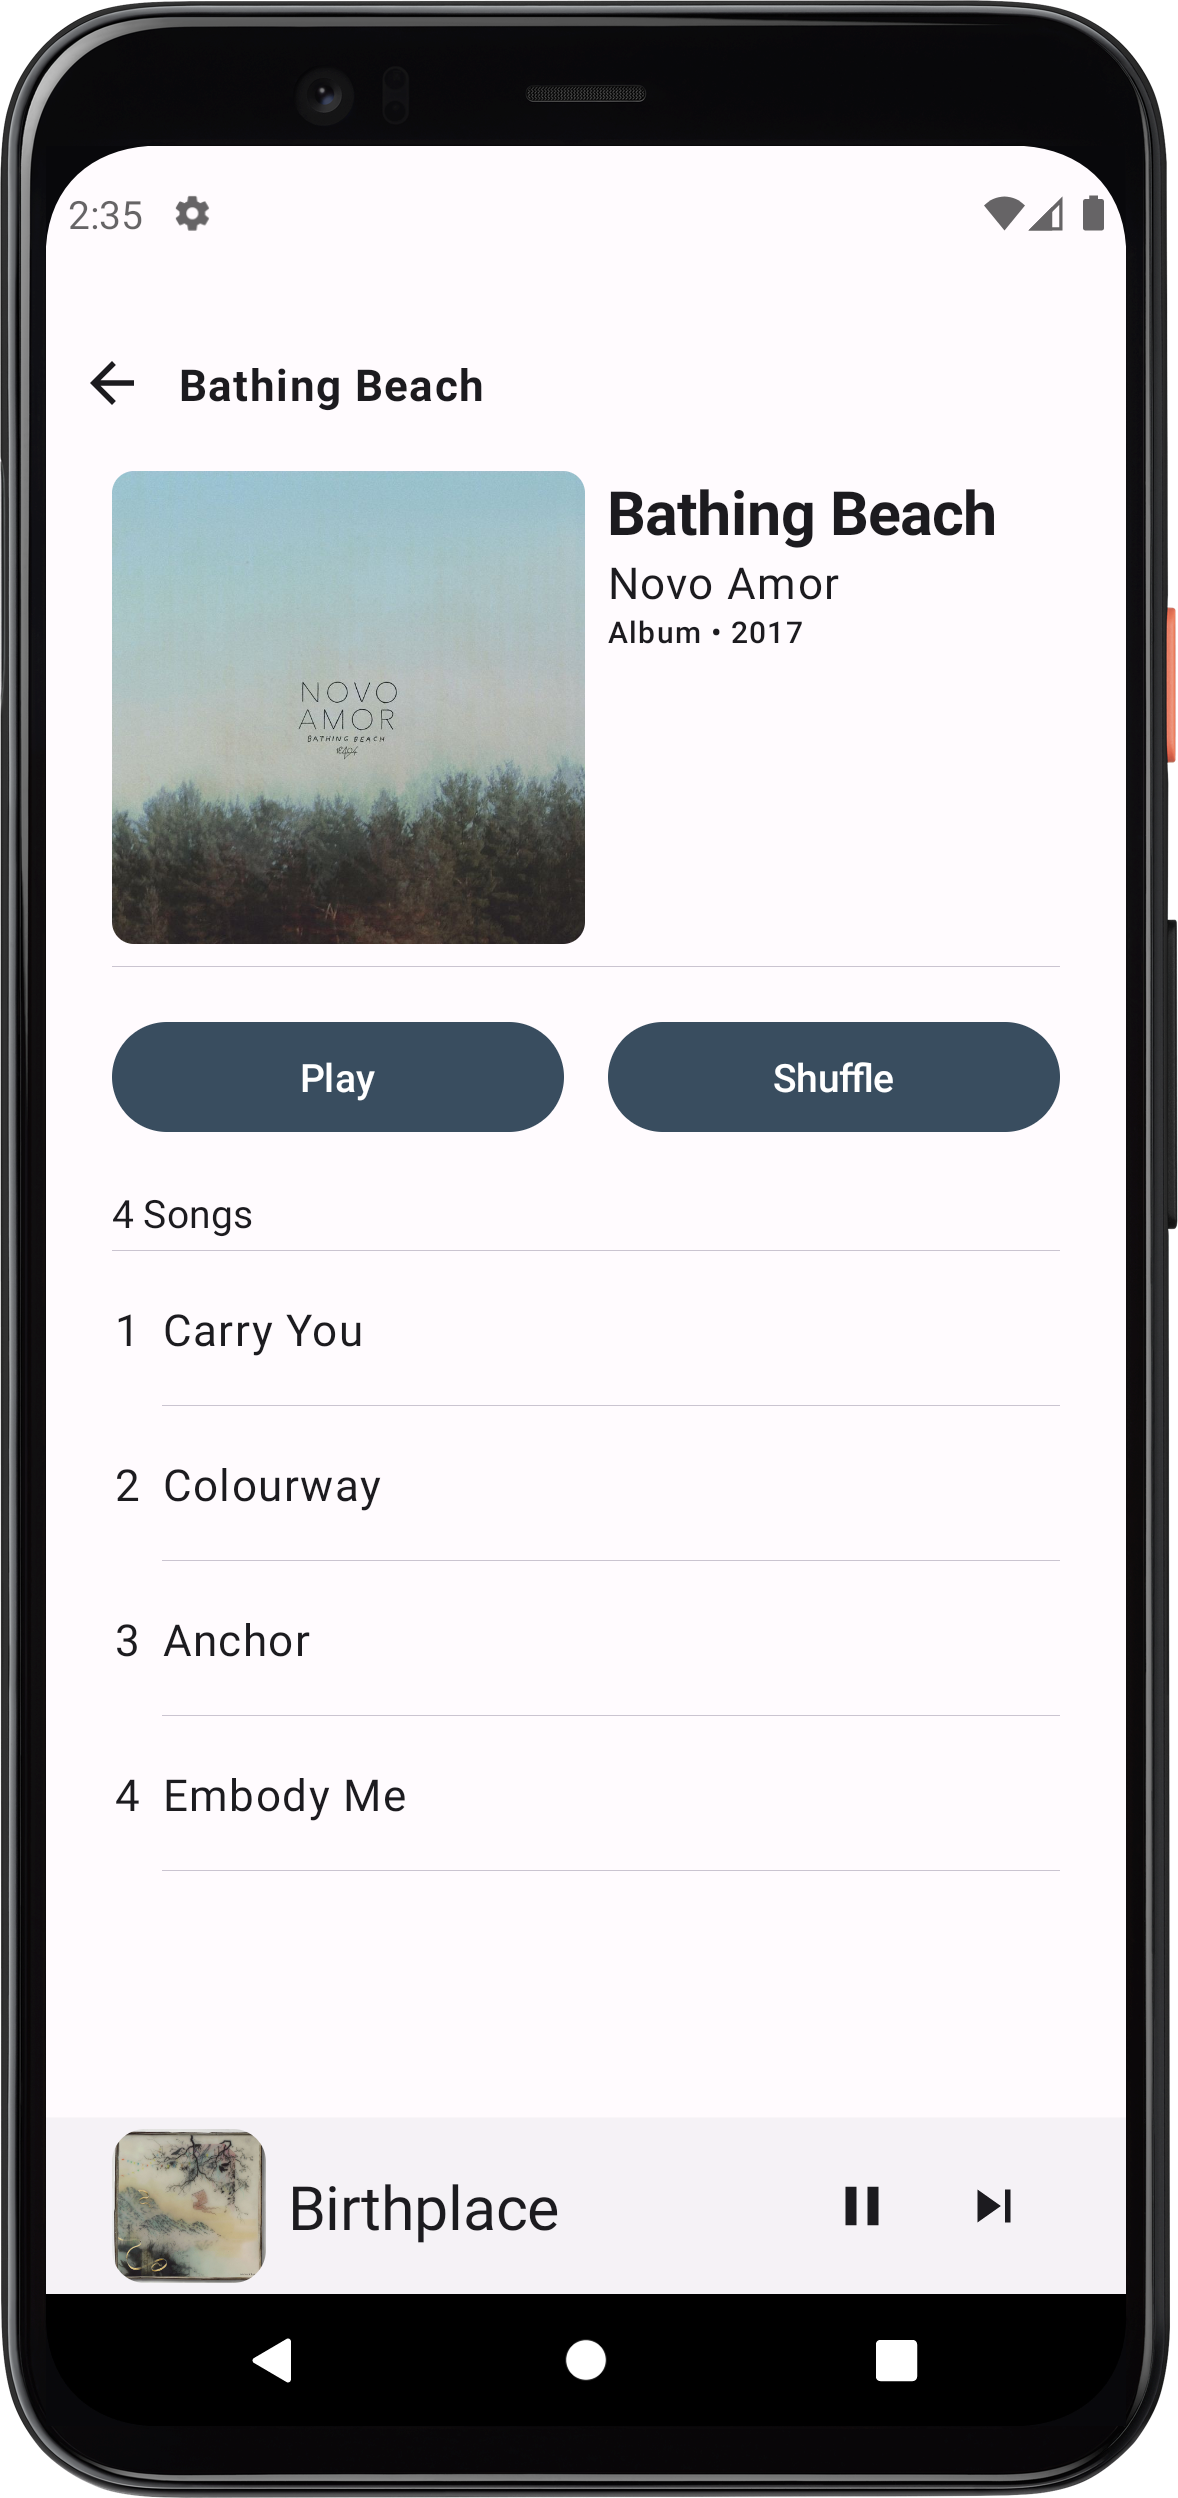 2:35
Bathing Beach
Bathing Beach
Novo Amor
Album • 2017
NOVO
AMOR
BATHING BEACH
Play
Shuffle
4 Songs
1 Carry You
2 Colourway
3 Anchor
4 Embody Me
Birthplace